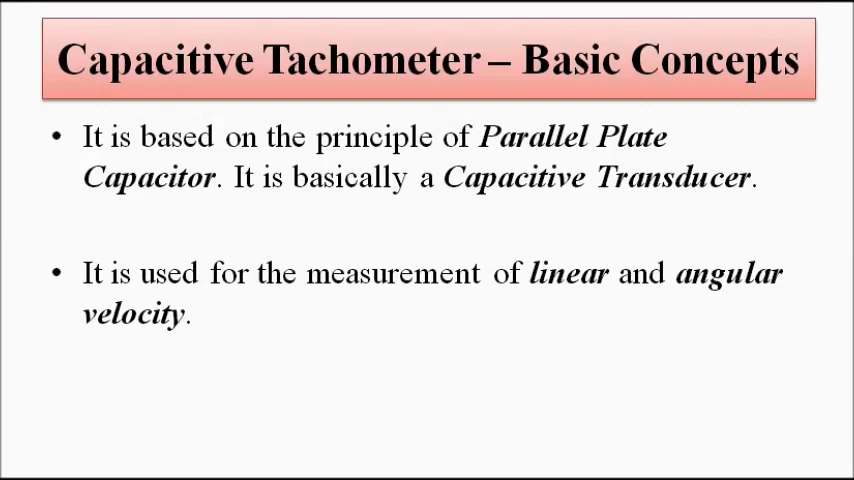 Capacitive Tachometer – Basic Concepts
• It is based on the principle of Parallel Plate
Capacitor. It is basically a Capacitive Transducer.
• It is used for the measurement of linear and angular
velocity.